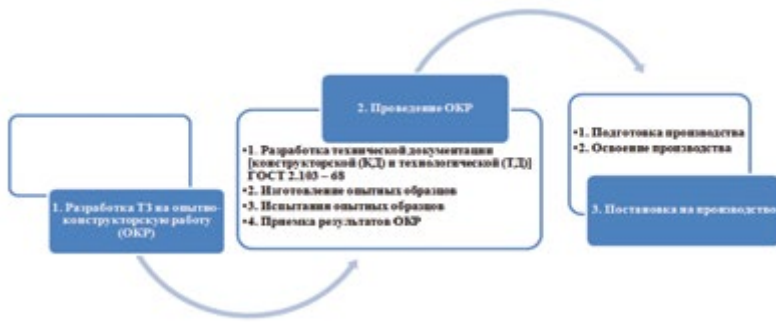 1. Разработка ТЗ на опытно-
конструкторскую работу
(ОКР)
2. Проведение ОКР
•1. Разработка технической документации
[конструкторской (КД) и технологической (ТД)]
ГОСТ 2.103 – 68
•2. Изготовление опытных образцов
•3. Испытания опытных образцов
•4. Приемка результатов ОКР
•1. Подготовка производства
•2. Освоение производства
3. Постановка на производство